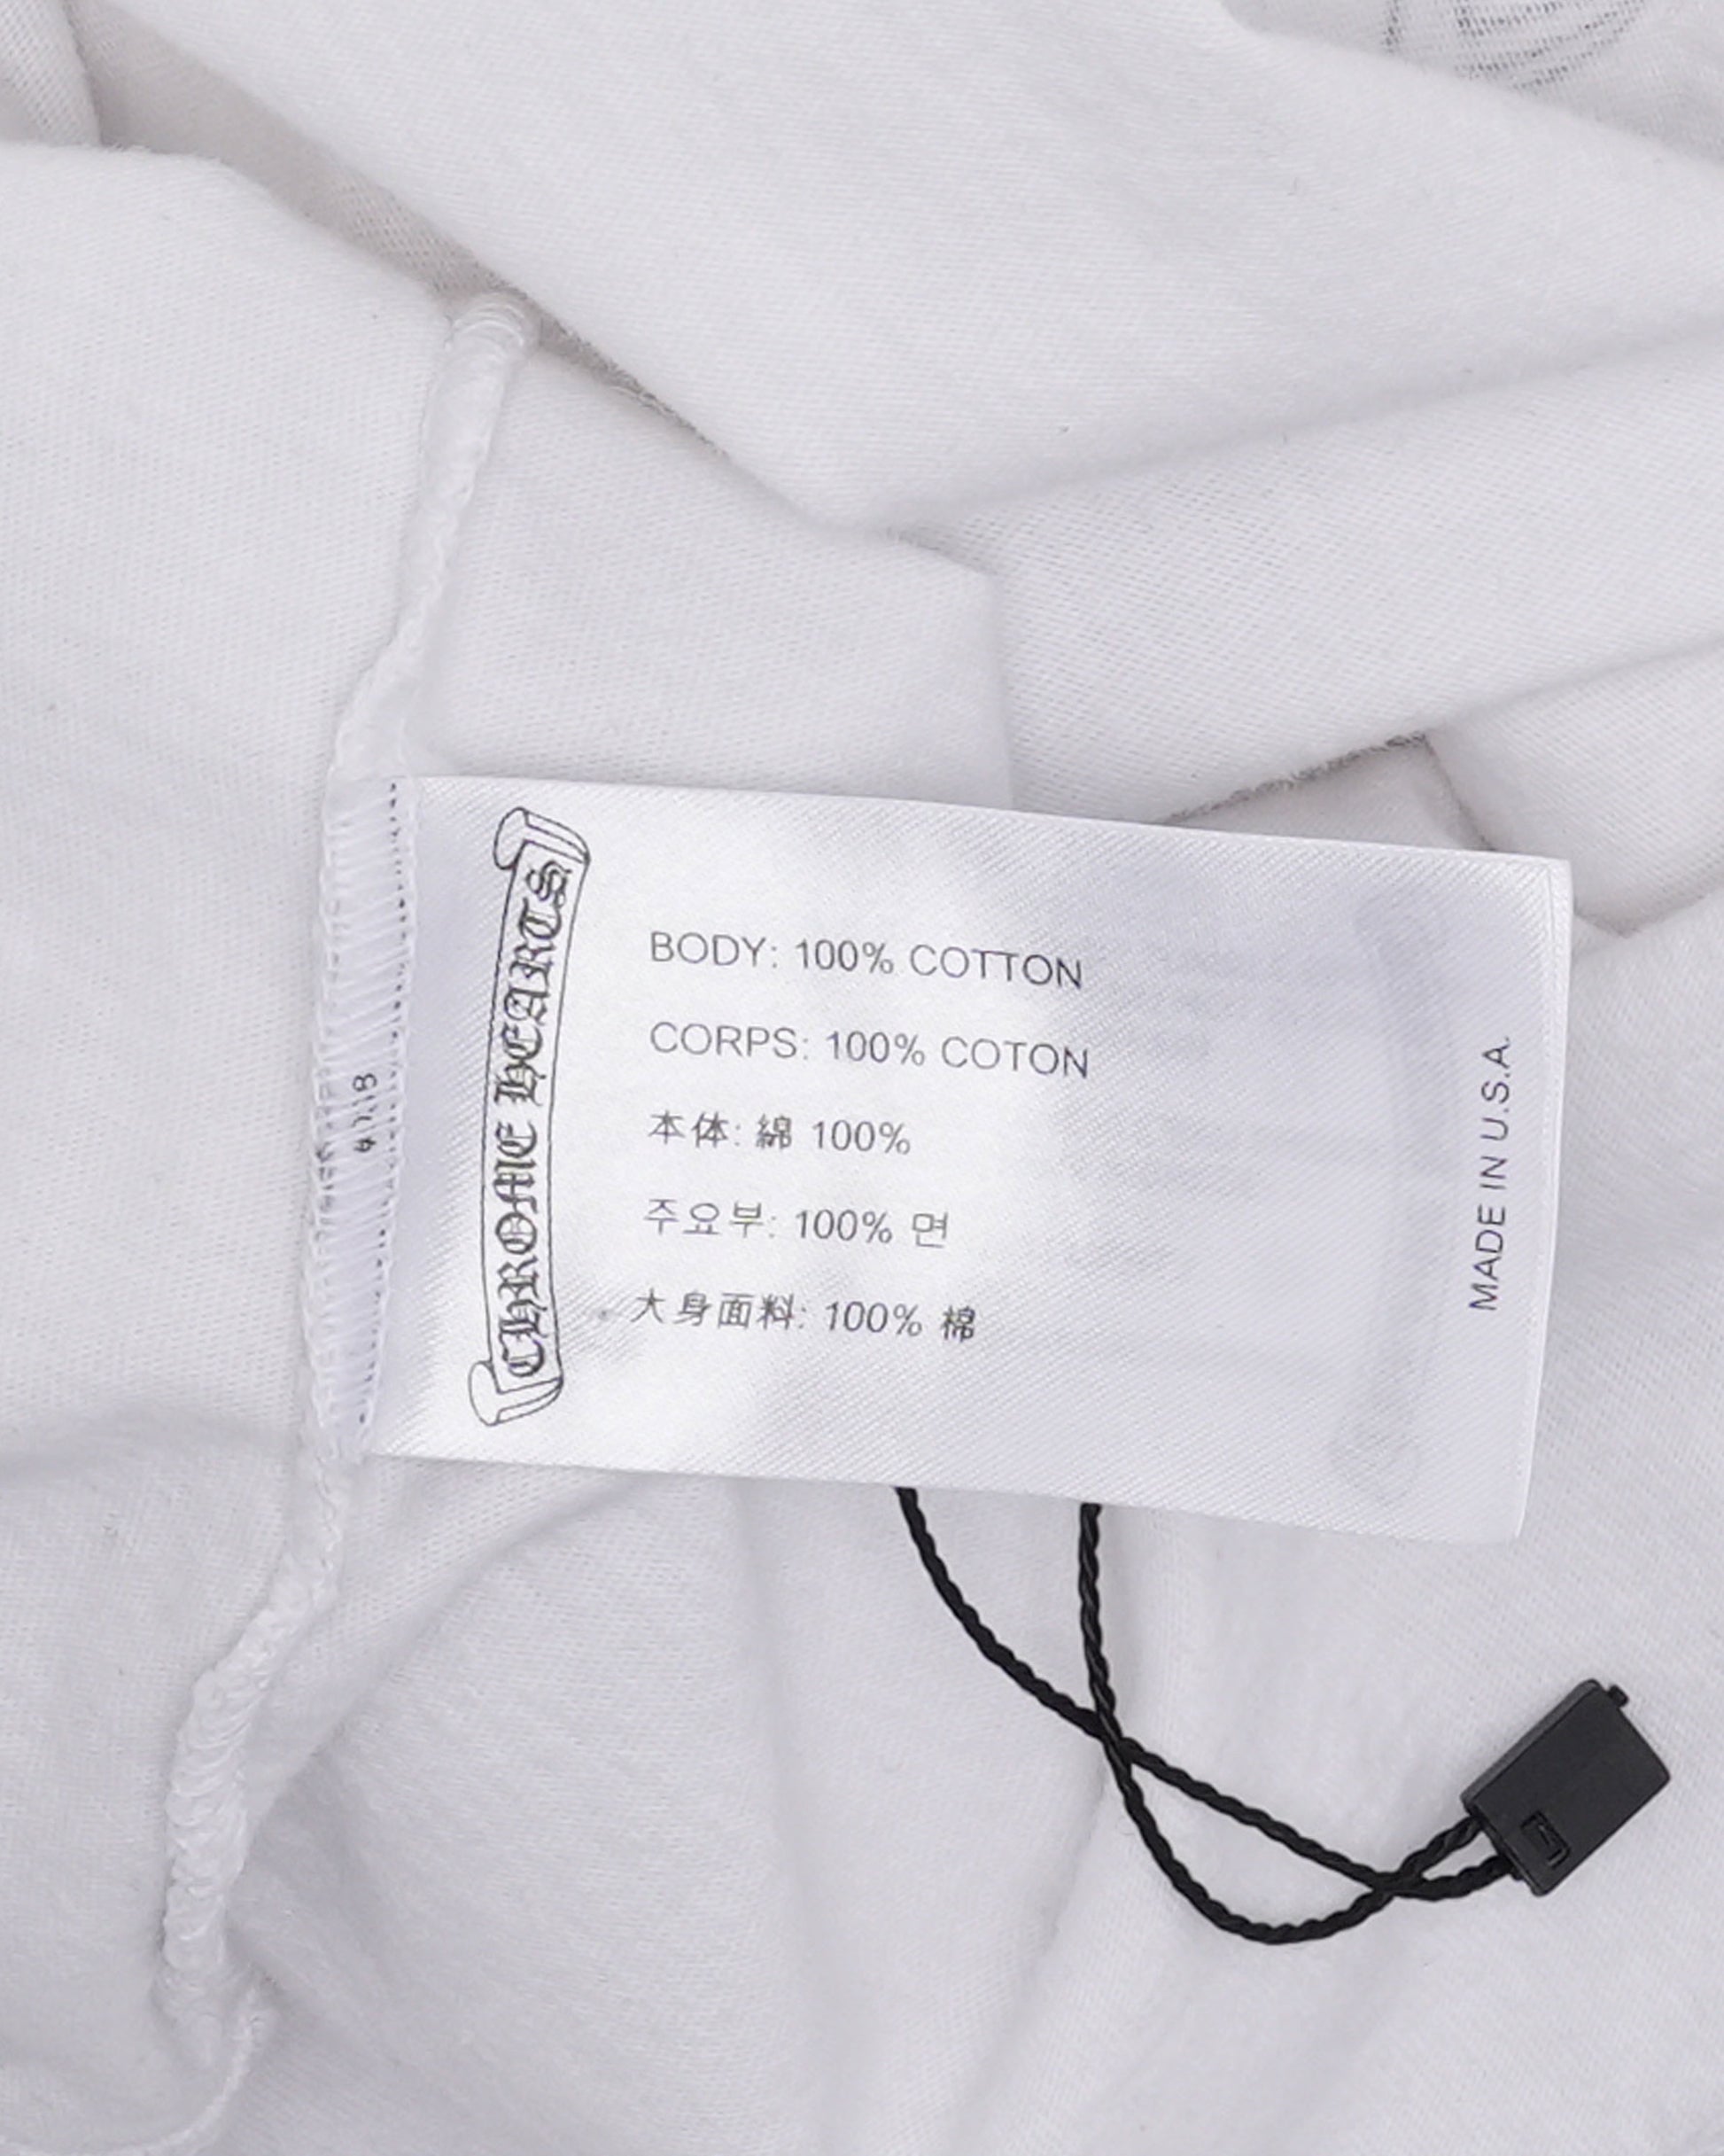 CHROME HEARTS
BODY: 100% COTTON
CORPS: 100% COTON
本体: 綿 100%
주요부: 100% 면
大身面料: 100% 棉
MADE IN U.S.A.